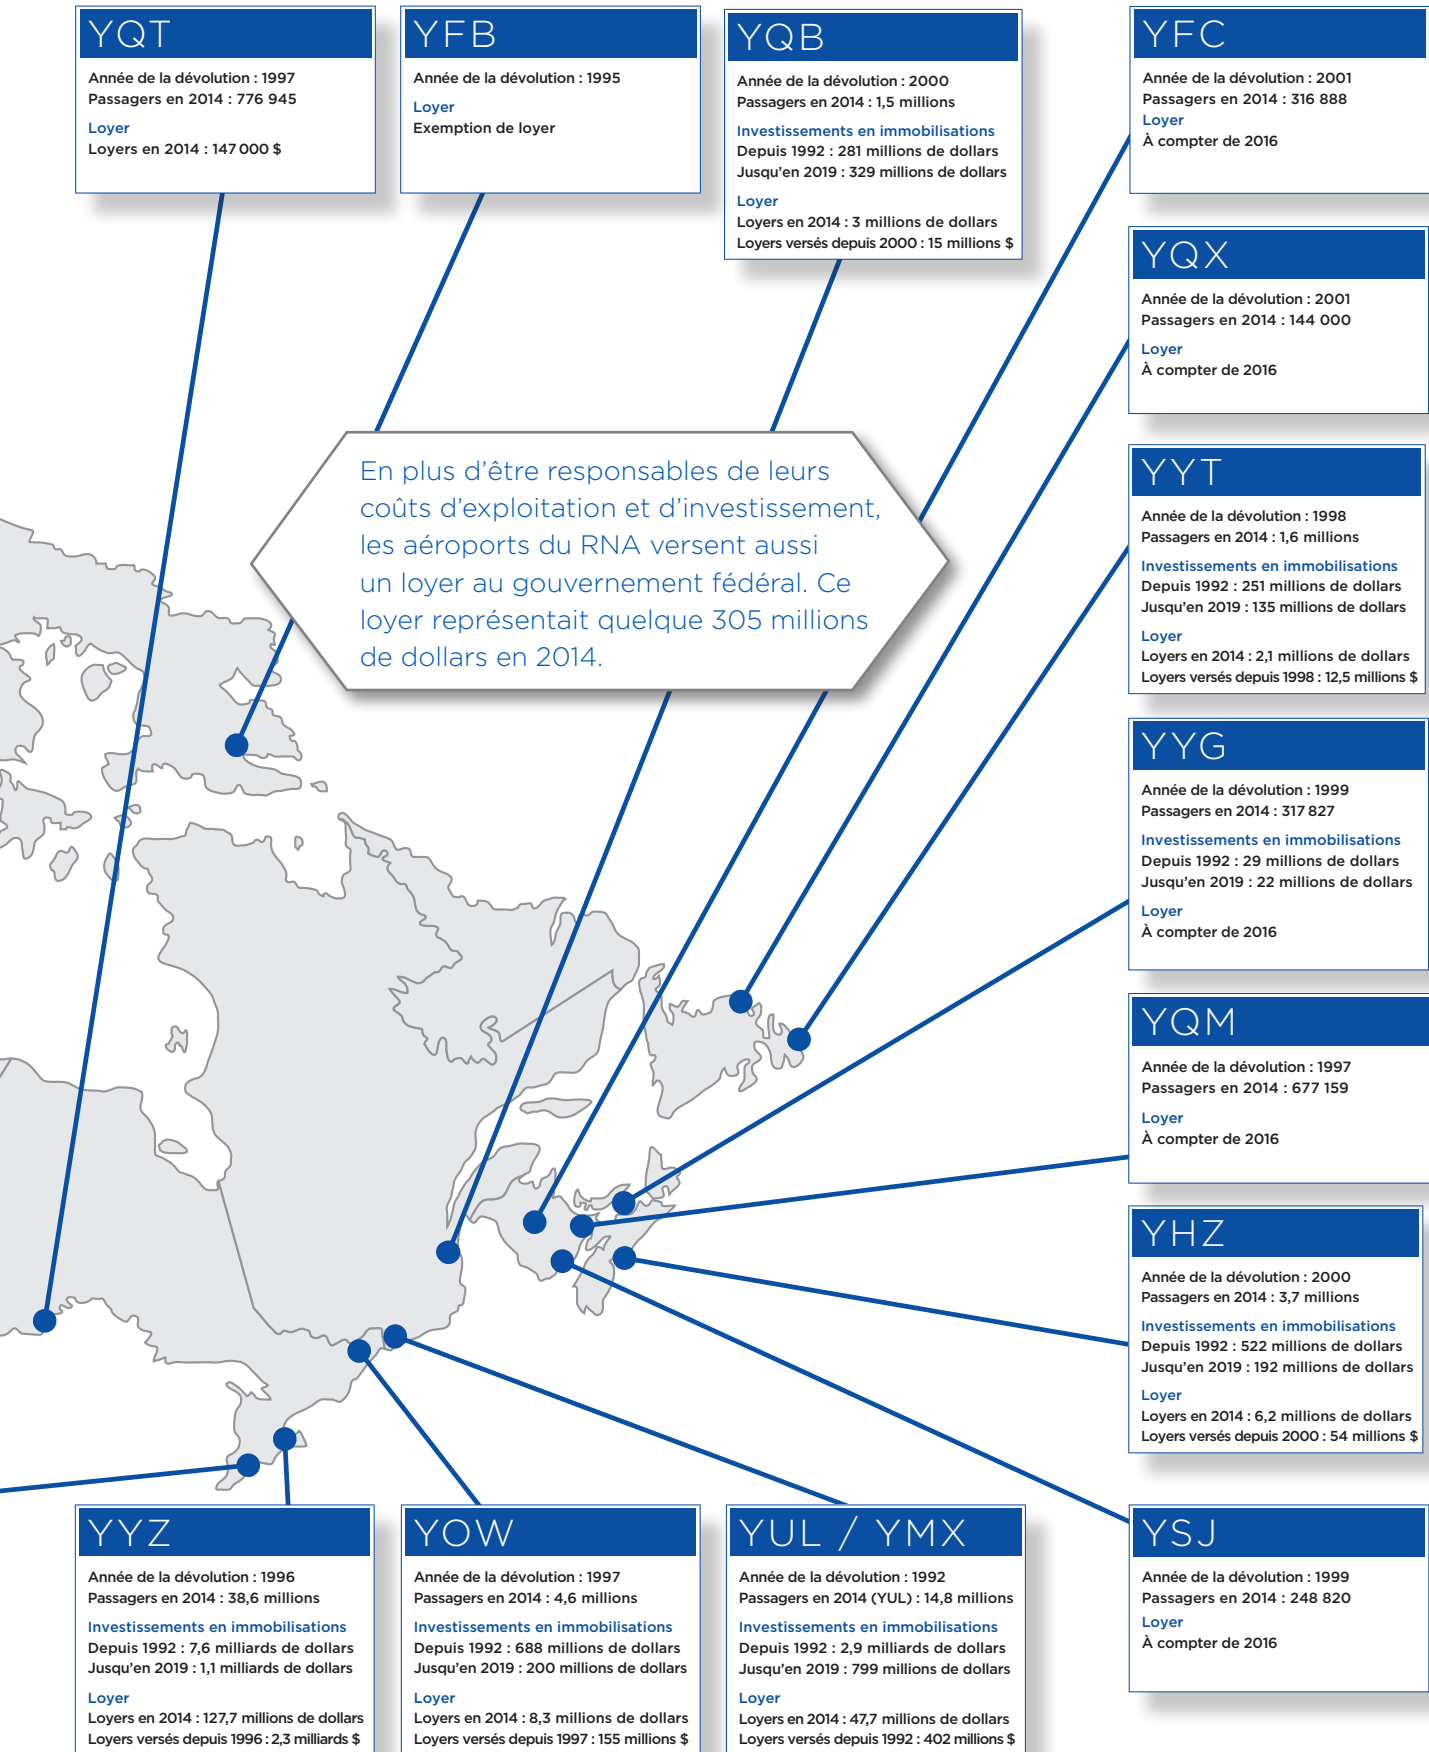 YQT
Année de la dévolution : 1997
Passagers en 2014 : 776 945
Loyer
Loyers en 2014 : 147 000 $
YFB
Année de la dévolution : 1995
Loyer
Exemption de loyer
YQB
Année de la dévolution : 2000
Passagers en 2014 : 1,5 millions
Investissements en immobilisations
Depuis 1992 : 281 millions de dollars
Jusqu'en 2019 : 329 millions de dollars
Loyer
Loyers en 2014 : 3 millions de dollars
Loyers versés depuis 2000 : 15 millions $
YFC
Année de la dévolution : 2001
Passagers en 2014 : 316 888
Loyer
À compter de 2016
YQX
Année de la dévolution : 2001
Passagers en 2014 : 144 000
Loyer
À compter de 2016
En plus d'être responsables de leurs
coûts d'exploitation et d'investissement,
les aéroports du RNA versent aussi
un loyer au gouvernement fédéral. Ce
loyer représentait quelque 305 millions
de dollars en 2014.
YYT
Année de la dévolution : 1998
Passagers en 2014 : 1,6 millions
Investissements en immobilisations
Depuis 1992 : 251 millions de dollars
Jusqu'en 2019 : 135 millions de dollars
Loyer
Loyers en 2014 : 2,1 millions de dollars
Loyers versés depuis 1998 : 12,5 millions $
YYG
Année de la dévolution : 1999
Passagers en 2014 : 317 827
Investissements en immobilisations
Depuis 1992 : 29 millions de dollars
Jusqu'en 2019 : 22 millions de dollars
Loyer
À compter de 2016
YQM
Année de la dévolution : 1997
Passagers en 2014 : 677 159
Loyer
À compter de 2016
YHZ
Année de la dévolution : 2000
Passagers en 2014 : 3,7 millions
Investissements en immobilisations
Depuis 1992 : 522 millions de dollars
Jusqu'en 2019 : 192 millions de dollars
Loyer
Loyers en 2014 : 6,2 millions de dollars
Loyers versés depuis 2000 : 54 millions $
YYZ
Année de la dévolution : 1996
Passagers en 2014 : 38,6 millions
Investissements en immobilisations
Depuis 1992 : 7,6 milliards de dollars
Jusqu'en 2019 : 1,1 milliards de dollars
Loyer
Loyers en 2014 : 127,7 millions de dollars
Loyers versés depuis 1996 : 2,3 milliards $
YOW
Année de la dévolution : 1997
Passagers en 2014 : 4,6 millions
Investissements en immobilisations
Depuis 1992 : 688 millions de dollars
Jusqu'en 2019 : 200 millions de dollars
Loyer
Loyers en 2014 : 8,3 millions de dollars
Loyers versés depuis 1997 : 155 millions $
YUL / YMX
Année de la dévolution : 1992
Passagers en 2014 (YUL) : 14,8 millions
Investissements en immobilisations
Depuis 1992 : 2,9 milliards de dollars
Jusqu'en 2019 : 799 millions de dollars
Loyer
Loyers en 2014 : 47,7 millions de dollars
Loyers versés depuis 1992 : 402 millions $
YSJ
Année de la dévolution : 1999
Passagers en 2014 : 248 820
Loyer
À compter de 2016